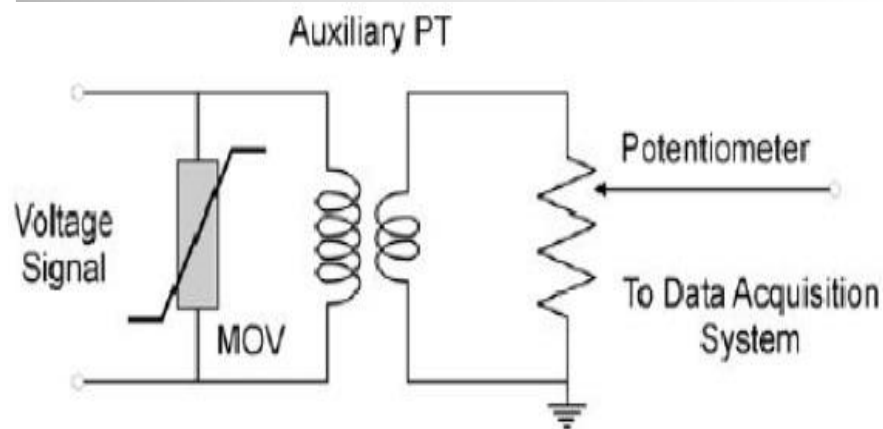 Auxiliary PT
Potentiometer
Voltage
Signal
To Data Acquisition
System
MOV